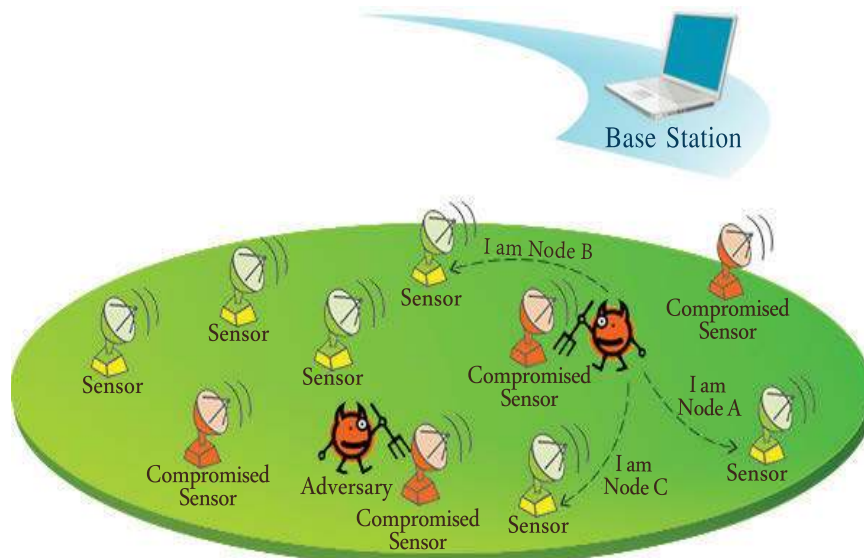 Base Station
I am Node B
Sensor
Compromised
Sensor
Sensor
Sensor
Sensor
Compromised
Sensor
I am
Node A
Compromised
Sensor
Adversary
Compromised
Sensor
I am
Node C
Sensor
Sensor